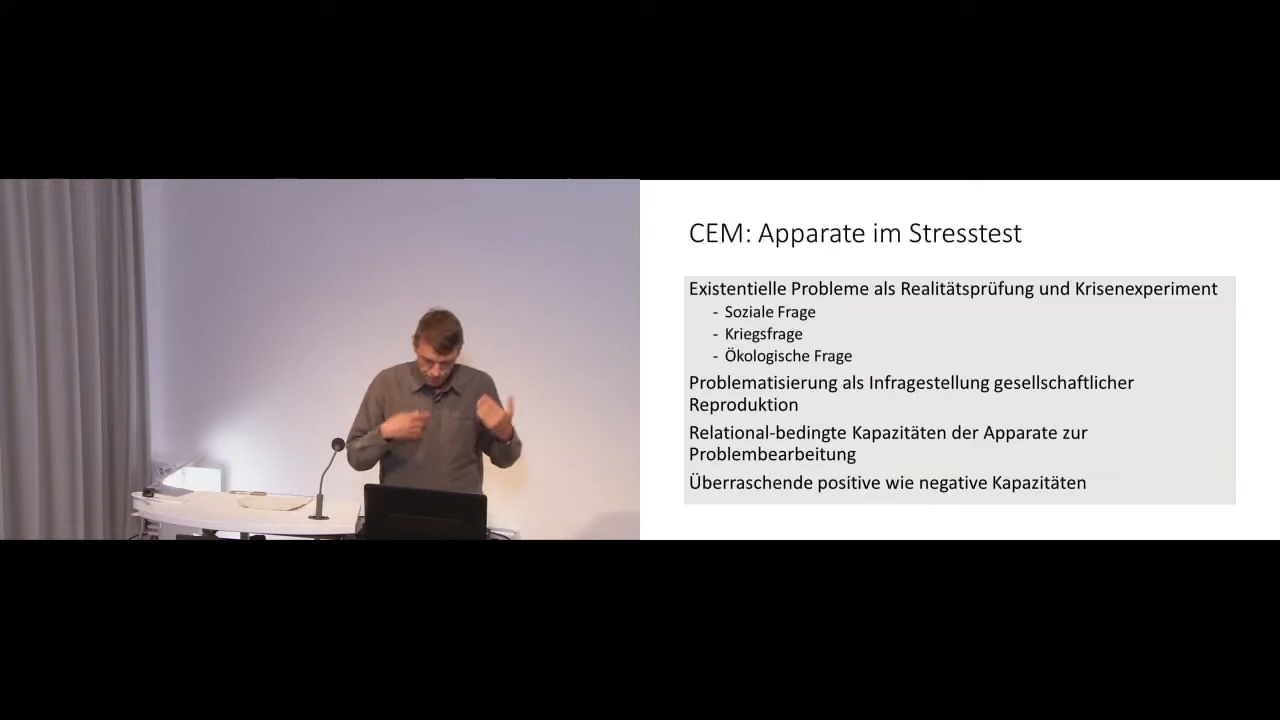 CEM: Apparate im Stresstest
Existentielle Probleme als Realitätsprüfung und Krisenexperiment
- Soziale Frage
- Kriegsfrage
- Ökologische Frage
Problematisierung als Infragestellung gesellschaftlicher
Reproduktion
Relational-bedingte Kapazitäten der Apparate zur
Problembearbeitung
Überraschende positive wie negative Kapazitäten